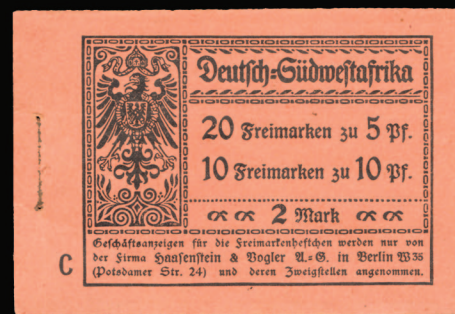 Deutsch=Südwestafrika
20 Freimarken zu 5 Pf.
10 Freimarken zu 10 Pf.
2 Mark
Geschäftsanzeigen für die Freimarkenheftchen werden nur von
der Firma Haasenstein & Vogler A.=G. in Berlin W35
(Potsdamer Str. 24) und deren Zweigstellen angenommen.
C